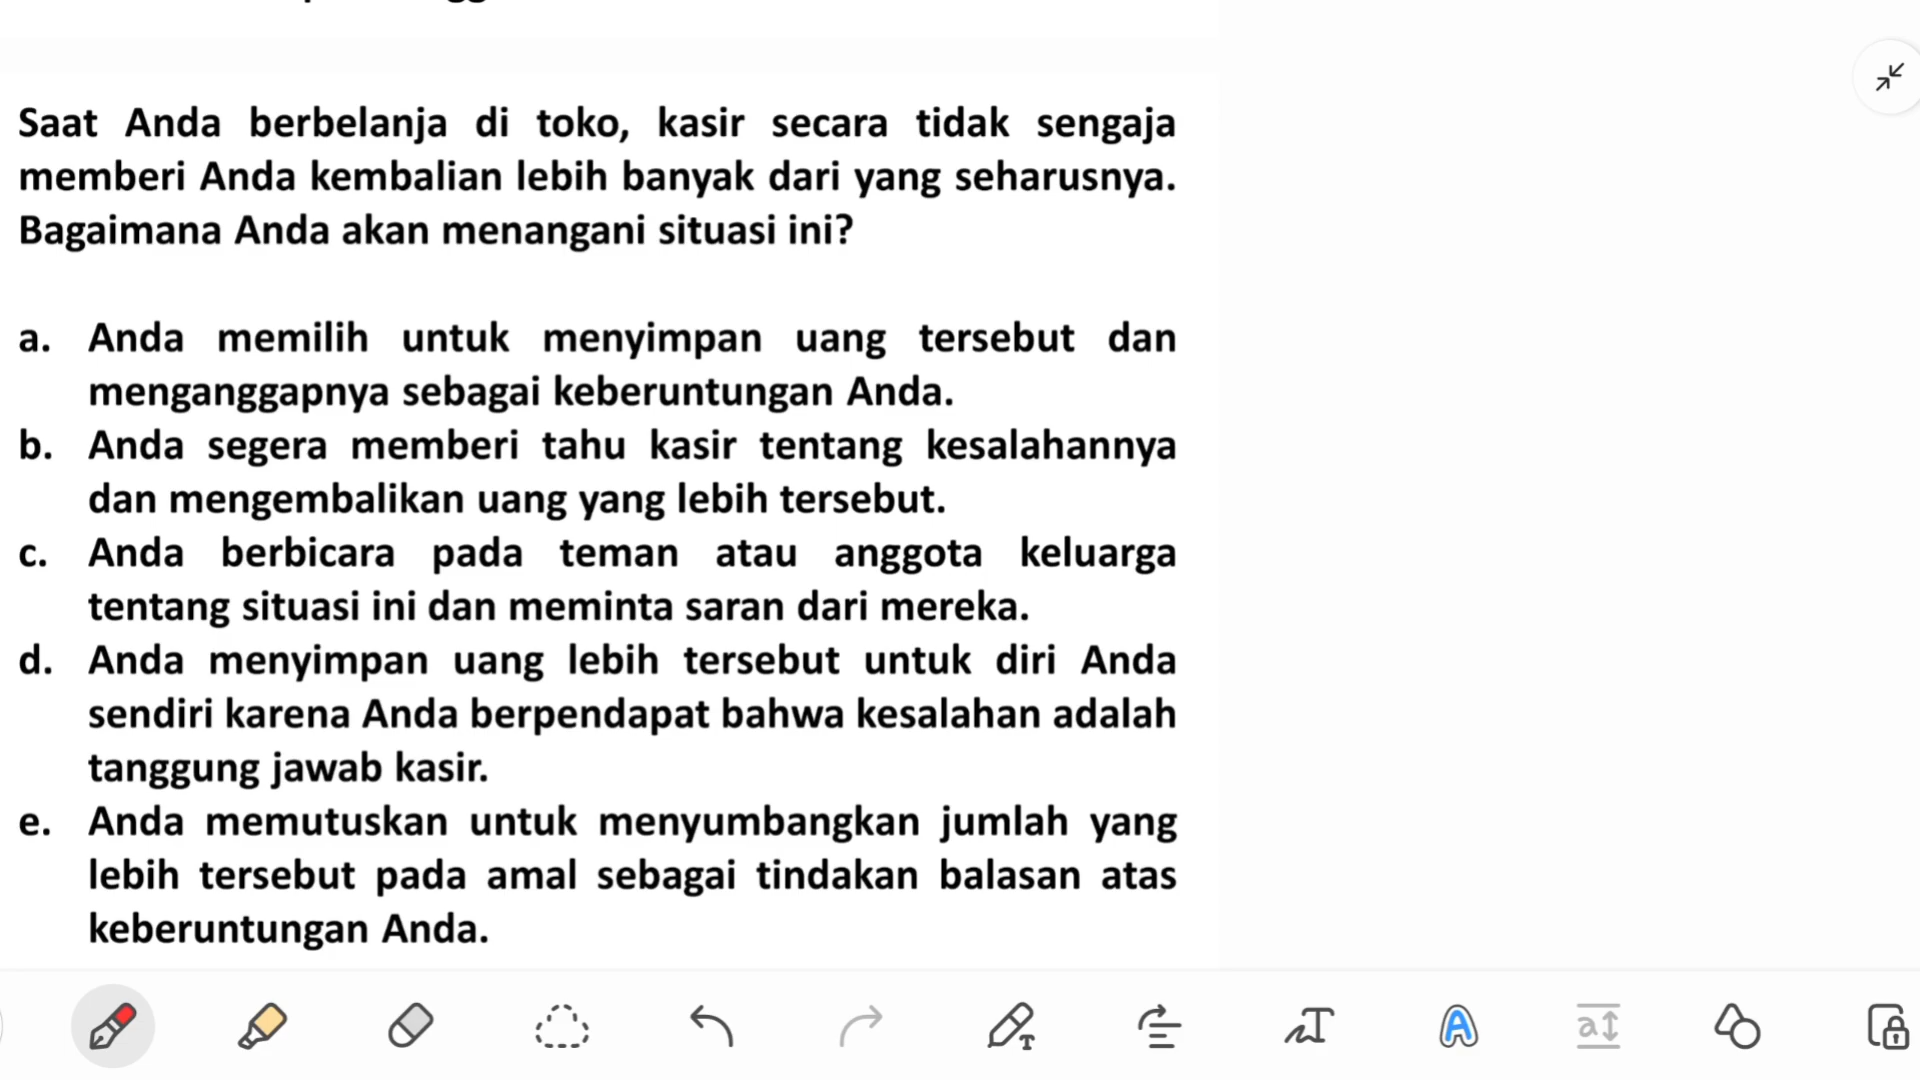 Saat Anda berbelanja di toko, kasir secara tidak sengaja
memberi Anda kembalian lebih banyak dari yang seharusnya.
Bagaimana Anda akan menangani situasi ini?
a. Anda memilih untuk menyimpan uang tersebut dan
menganggapnya sebagai keberuntungan Anda.
b. Anda segera memberi tahu kasir tentang kesalahannya
dan mengembalikan uang yang lebih tersebut.
c. Anda berbicara pada teman atau anggota keluarga
tentang situasi ini dan meminta saran dari mereka.
d. Anda menyimpan uang lebih tersebut untuk diri Anda
sendiri karena Anda berpendapat bahwa kesalahan adalah
tanggung jawab kasir.
e. Anda memutuskan untuk menyumbangkan jumlah yang
lebih tersebut pada amal sebagai tindakan balasan atas
keberuntungan Anda.